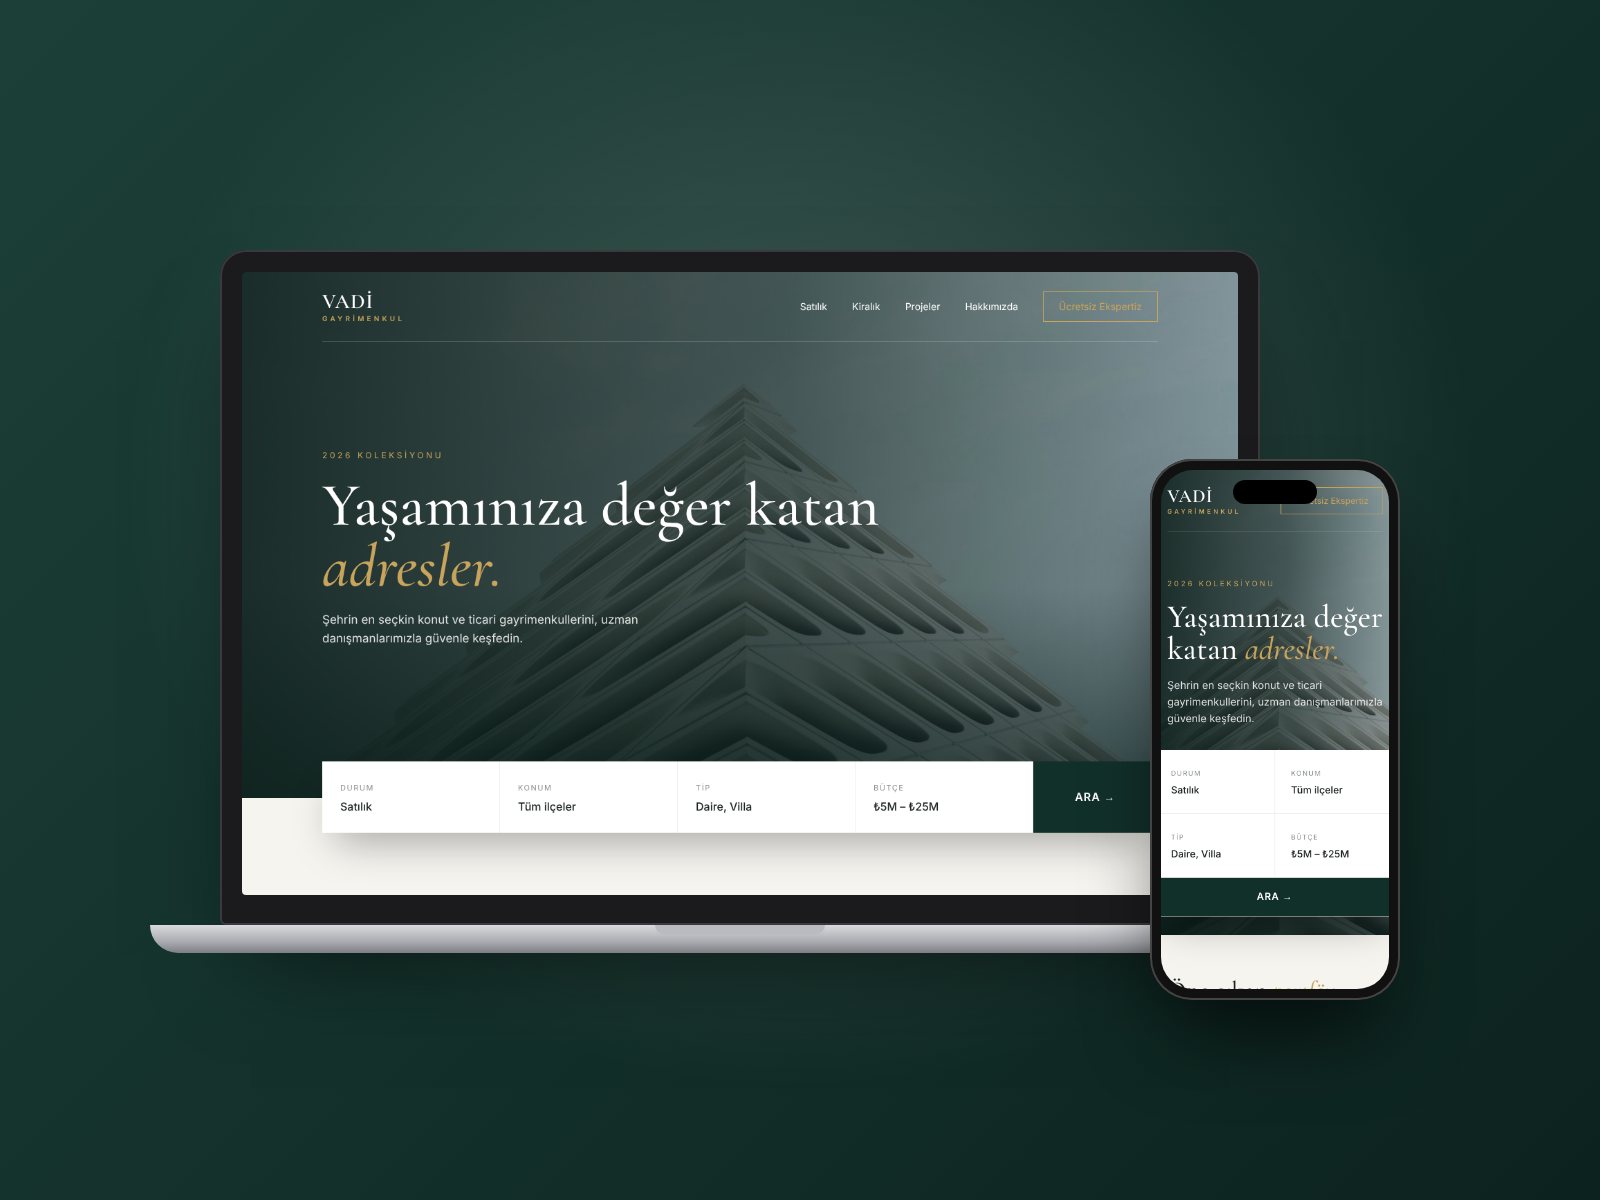 VADİ
GAYRİMENKUL
Satılık Kiralık Projeler Hakkımızda Ücretsiz Ekspertiz
2026 KOLEKSİYONU
Yaşamınıza değer katan
adresler.
Şehrin en seçkin konut ve ticari gayrimenkullerini, uzman
danışmanlarımızla güvenle keşfedin.
DURUM KONUM TİP BÜTÇE
Satılık Tüm ilçeler Daire, Villa ₺5M – ₺25M
ARA →
VADİ
GAYRİMENKUL
Ekspertiz
2026 KOLEKSİYONU
Yaşamınıza değer
katan adresler.
Şehrin en seçkin konut ve ticari
gayrimenkullerini, uzman danışmanlarımızla
güvenle keşfedin.
DURUM KONUM
Satılık Tüm ilçeler
TİP BÜTÇE
Daire, Villa ₺5M – ₺25M
ARA →